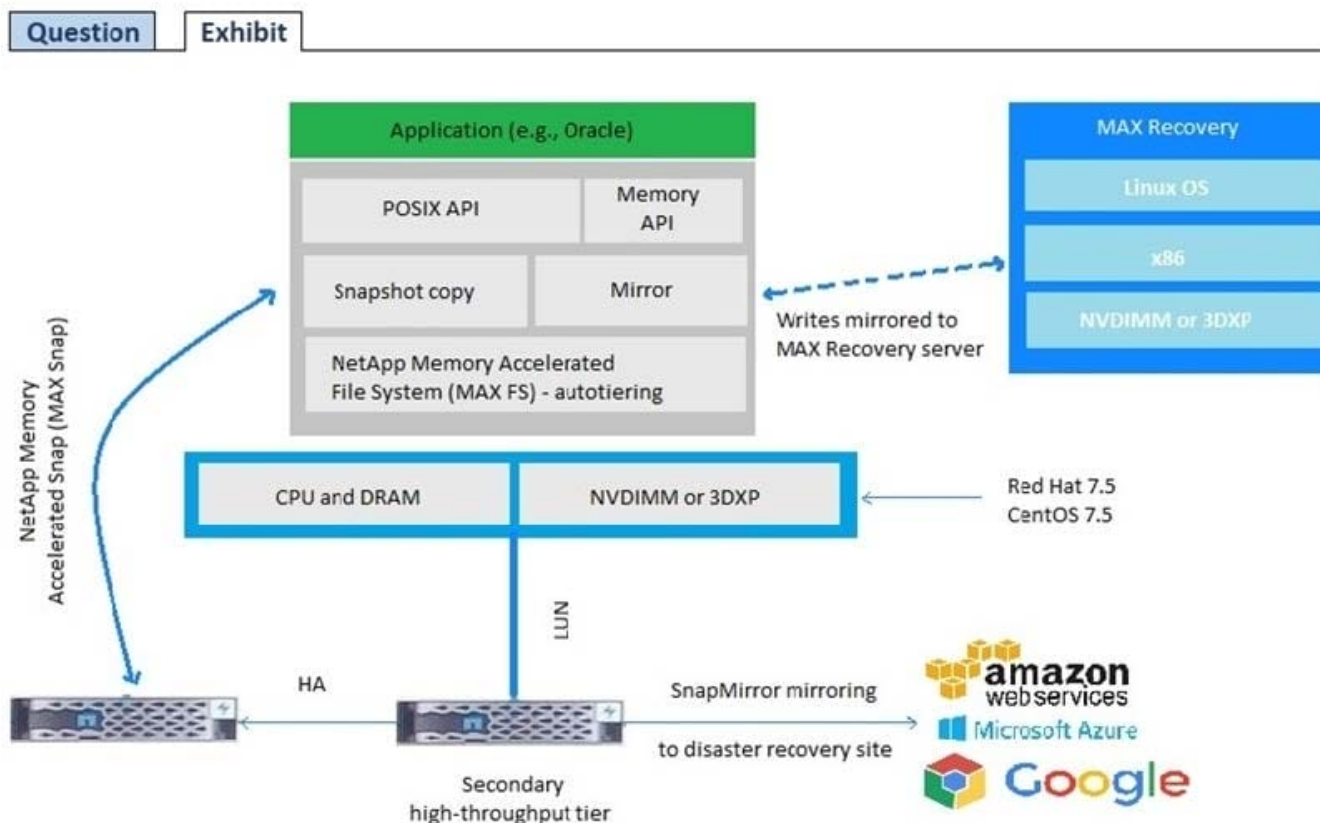 Question
Exhibit
Application (e.g., Oracle)
POSIX API
Memory
API
Snapshot copy
Mirror
NetApp Memory Accelerated
File System (MAX FS) - autotiering
MAX Recovery
Linux OS
x86
NVDIMM or 3DXP
Writes mirrored to
MAX Recovery server
NetApp Memory
Accelerated Snap (MAX Snap)
CPU and DRAM
NVDIMM or 3DXP
Red Hat 7.5
CentOS 7.5
LUN
HA
SnapMirror mirroring
to disaster recovery site
Secondary
high-throughput tier
amazon
webservices
Microsoft Azure
Google